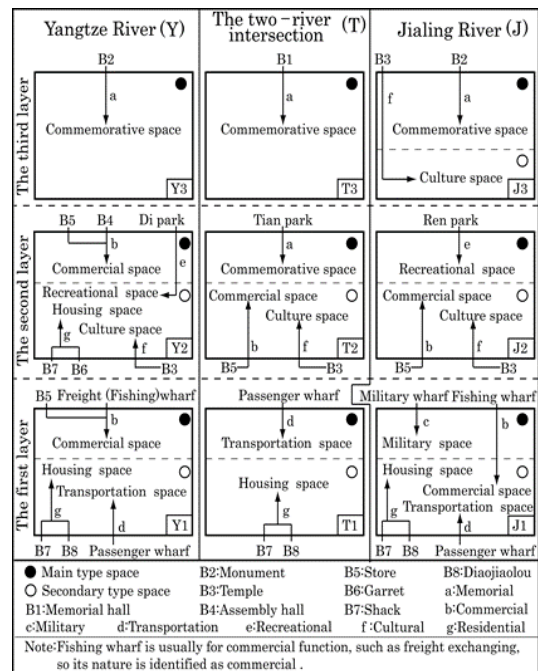 Yangtze River (Y)
The two-river
intersection (T)
Jialing River (J)
The third layer
B2
a
Commemorative space
Y3
B1
a
Commemorative space
T3
B3
B2
f
a
Commemorative space
Culture space
J3
The second layer
B5 B4 Di park
b
e
Commercial space
Recreational space
Housing space
Culture space
g
f
Y2
B7 B6 B3
Tian park
a
Commemorative space
Commercial space
Culture space
b
f
T2
B5 B3
Ren park
e
Recreational space
Commercial space
Culture space
b
f
J2
B5 B3
The first layer
B5 Freight (Fishing)wharf
b
Commercial space
Housing space
Transportation space
g
d
Y1
B7 B8 Passenger wharf
Passenger wharf
d
Transportation space
Housing space
g
T1
B7 B8
Military wharf Fishing wharf
c
b
Military space
Housing space
Commercial space
Transportation space
g
d
J1
B7 B8 Passenger wharf
Main type space B2:Monument B5:Store B8:Diaojiaolou
Secondary type space B3:Temple B6:Garret a:Memorial
B1:Memorial hall B4:Assembly hall B7:Shack b:Commercial
c:Military d:Transportation e:Recreational f:Cultural g:Residential
Note:Fishing wharf is usually for commercial function, such as freight exchanging,
so its nature is identified as commercial .